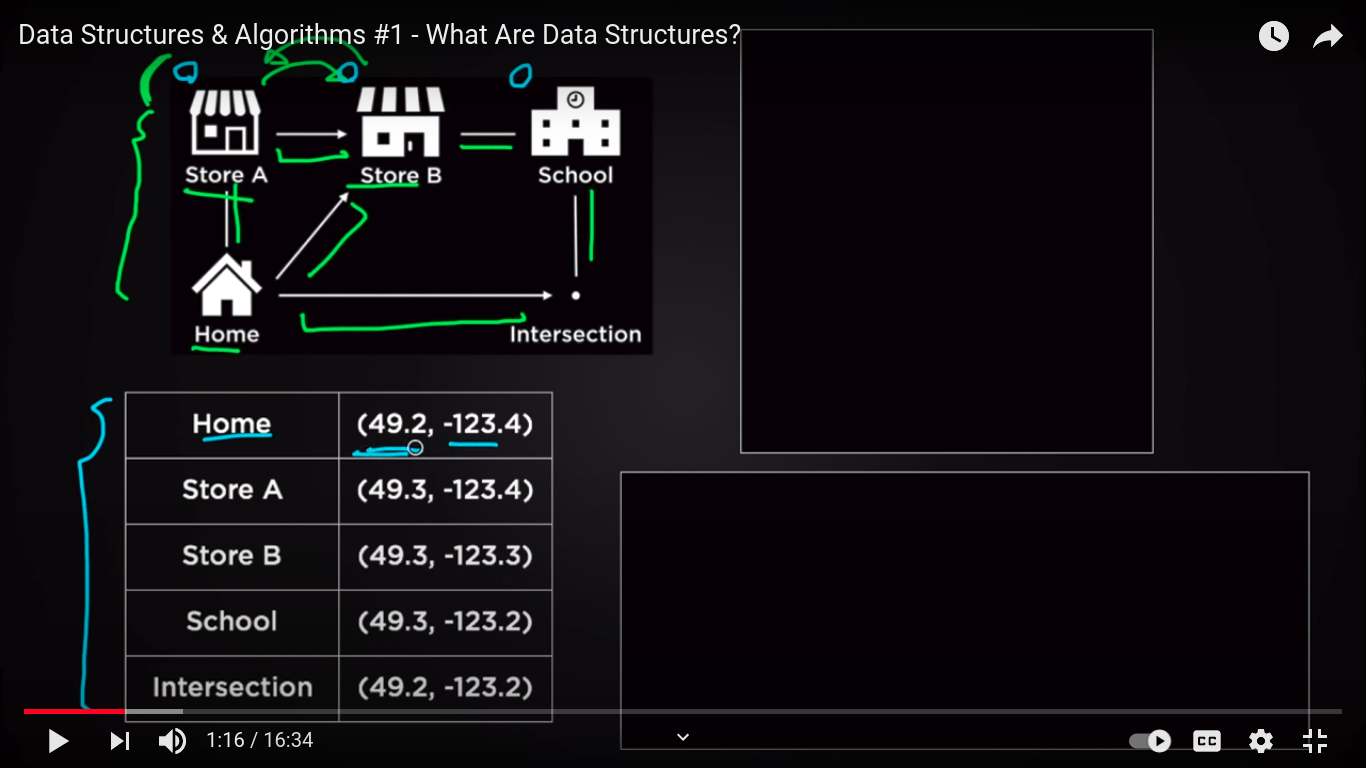 Data Structures & Algorithms #1 - What Are Data Structures?
Store A
Store B
School
Home
Intersection
Home (49.2, -123.4)
Store A (49.3, -123.4)
Store B (49.3, -123.3)
School (49.3, -123.2)
Intersection (49.2, -123.2)
1:16 / 16:34
CC